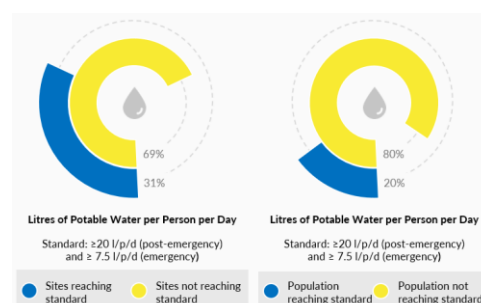 69%
31%
Litres of Potable Water per Person per Day
Standard: ≥20 l/p/d (post-emergency)
and ≥ 7.5 l/p/d (emergency)
Sites reaching
standard
Sites not reaching
standard
80%
20%
Litres of Potable Water per Person per Day
Standard: ≥20 l/p/d (post-emergency)
and ≥ 7.5 l/p/d (emergency)
Population
reaching standard
Population not
reaching standard